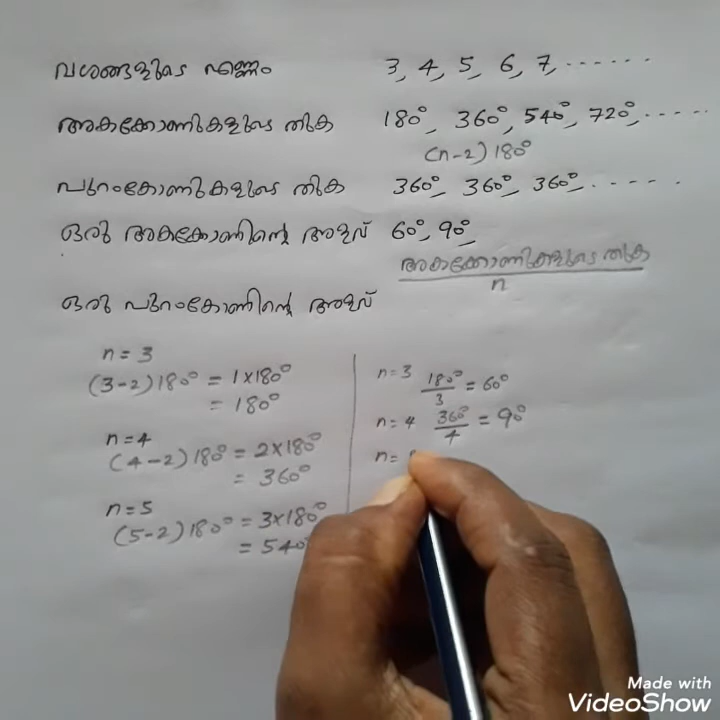 വശങ്ങളുടെ എണ്ണം 3, 4, 5, 6, 7, ......
അകക്കോണികളുടെ തുക 180°, 360°, 540°, 720°, .....
(n-2) 180°
പുറംകോണുകളുടെ തുക 360°, 360°, 360°, .....
ഒരു അകക്കോണിന്റെ അളവ് 60°, 90°,
അകക്കോണിക്ളുടെ തുക
n
ഒരു പുറംകോണിന്റെ അളവ്
n = 3
(3-2) 180° = 1 × 180°
= 180°
n = 4
(4-2) 180° = 2 × 180°
= 360°
n = 5
(5-2) 180° = 3 × 180°
= 540°
n = 3 180°/3 = 60°
n = 4 360°/4 = 90°
n =
Made with
VideoShow